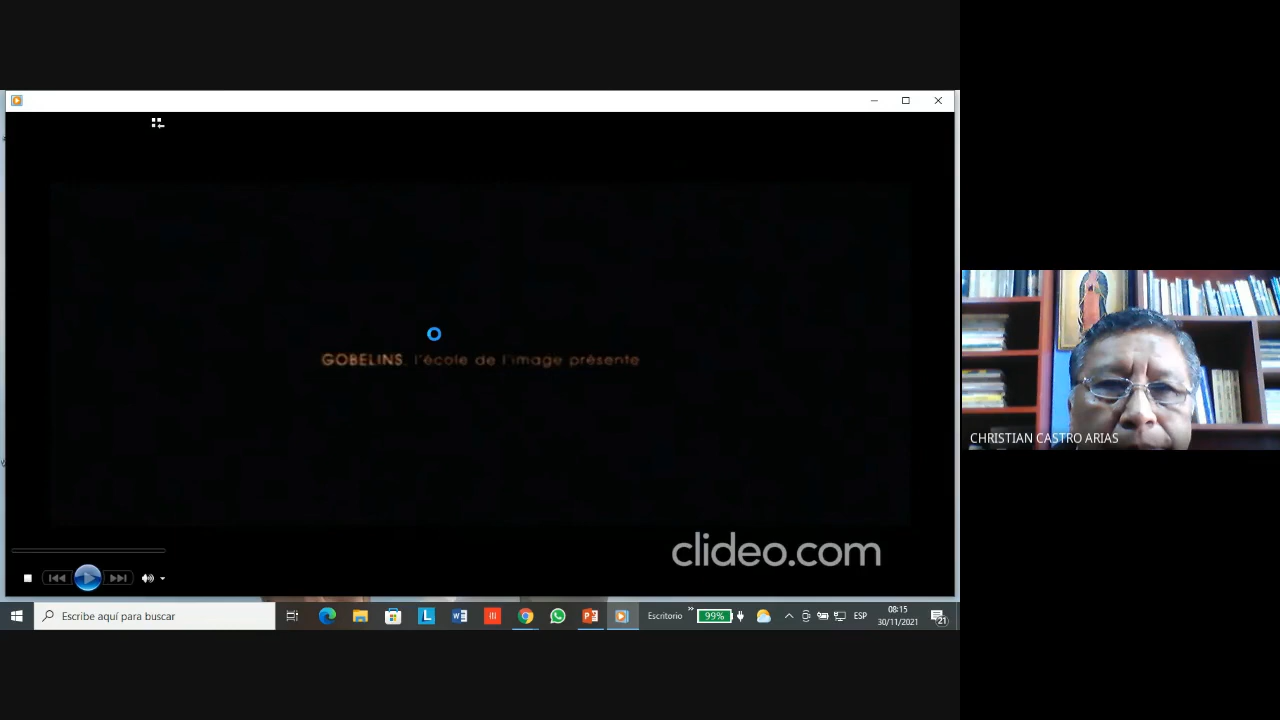 GOBELINS, l'école de l'image présente
clideo.com
CHRISTIAN CASTRO ARIAS
Escribe aquí para buscar
Escritorio
99%
ESP
08:15
30/11/2021
21